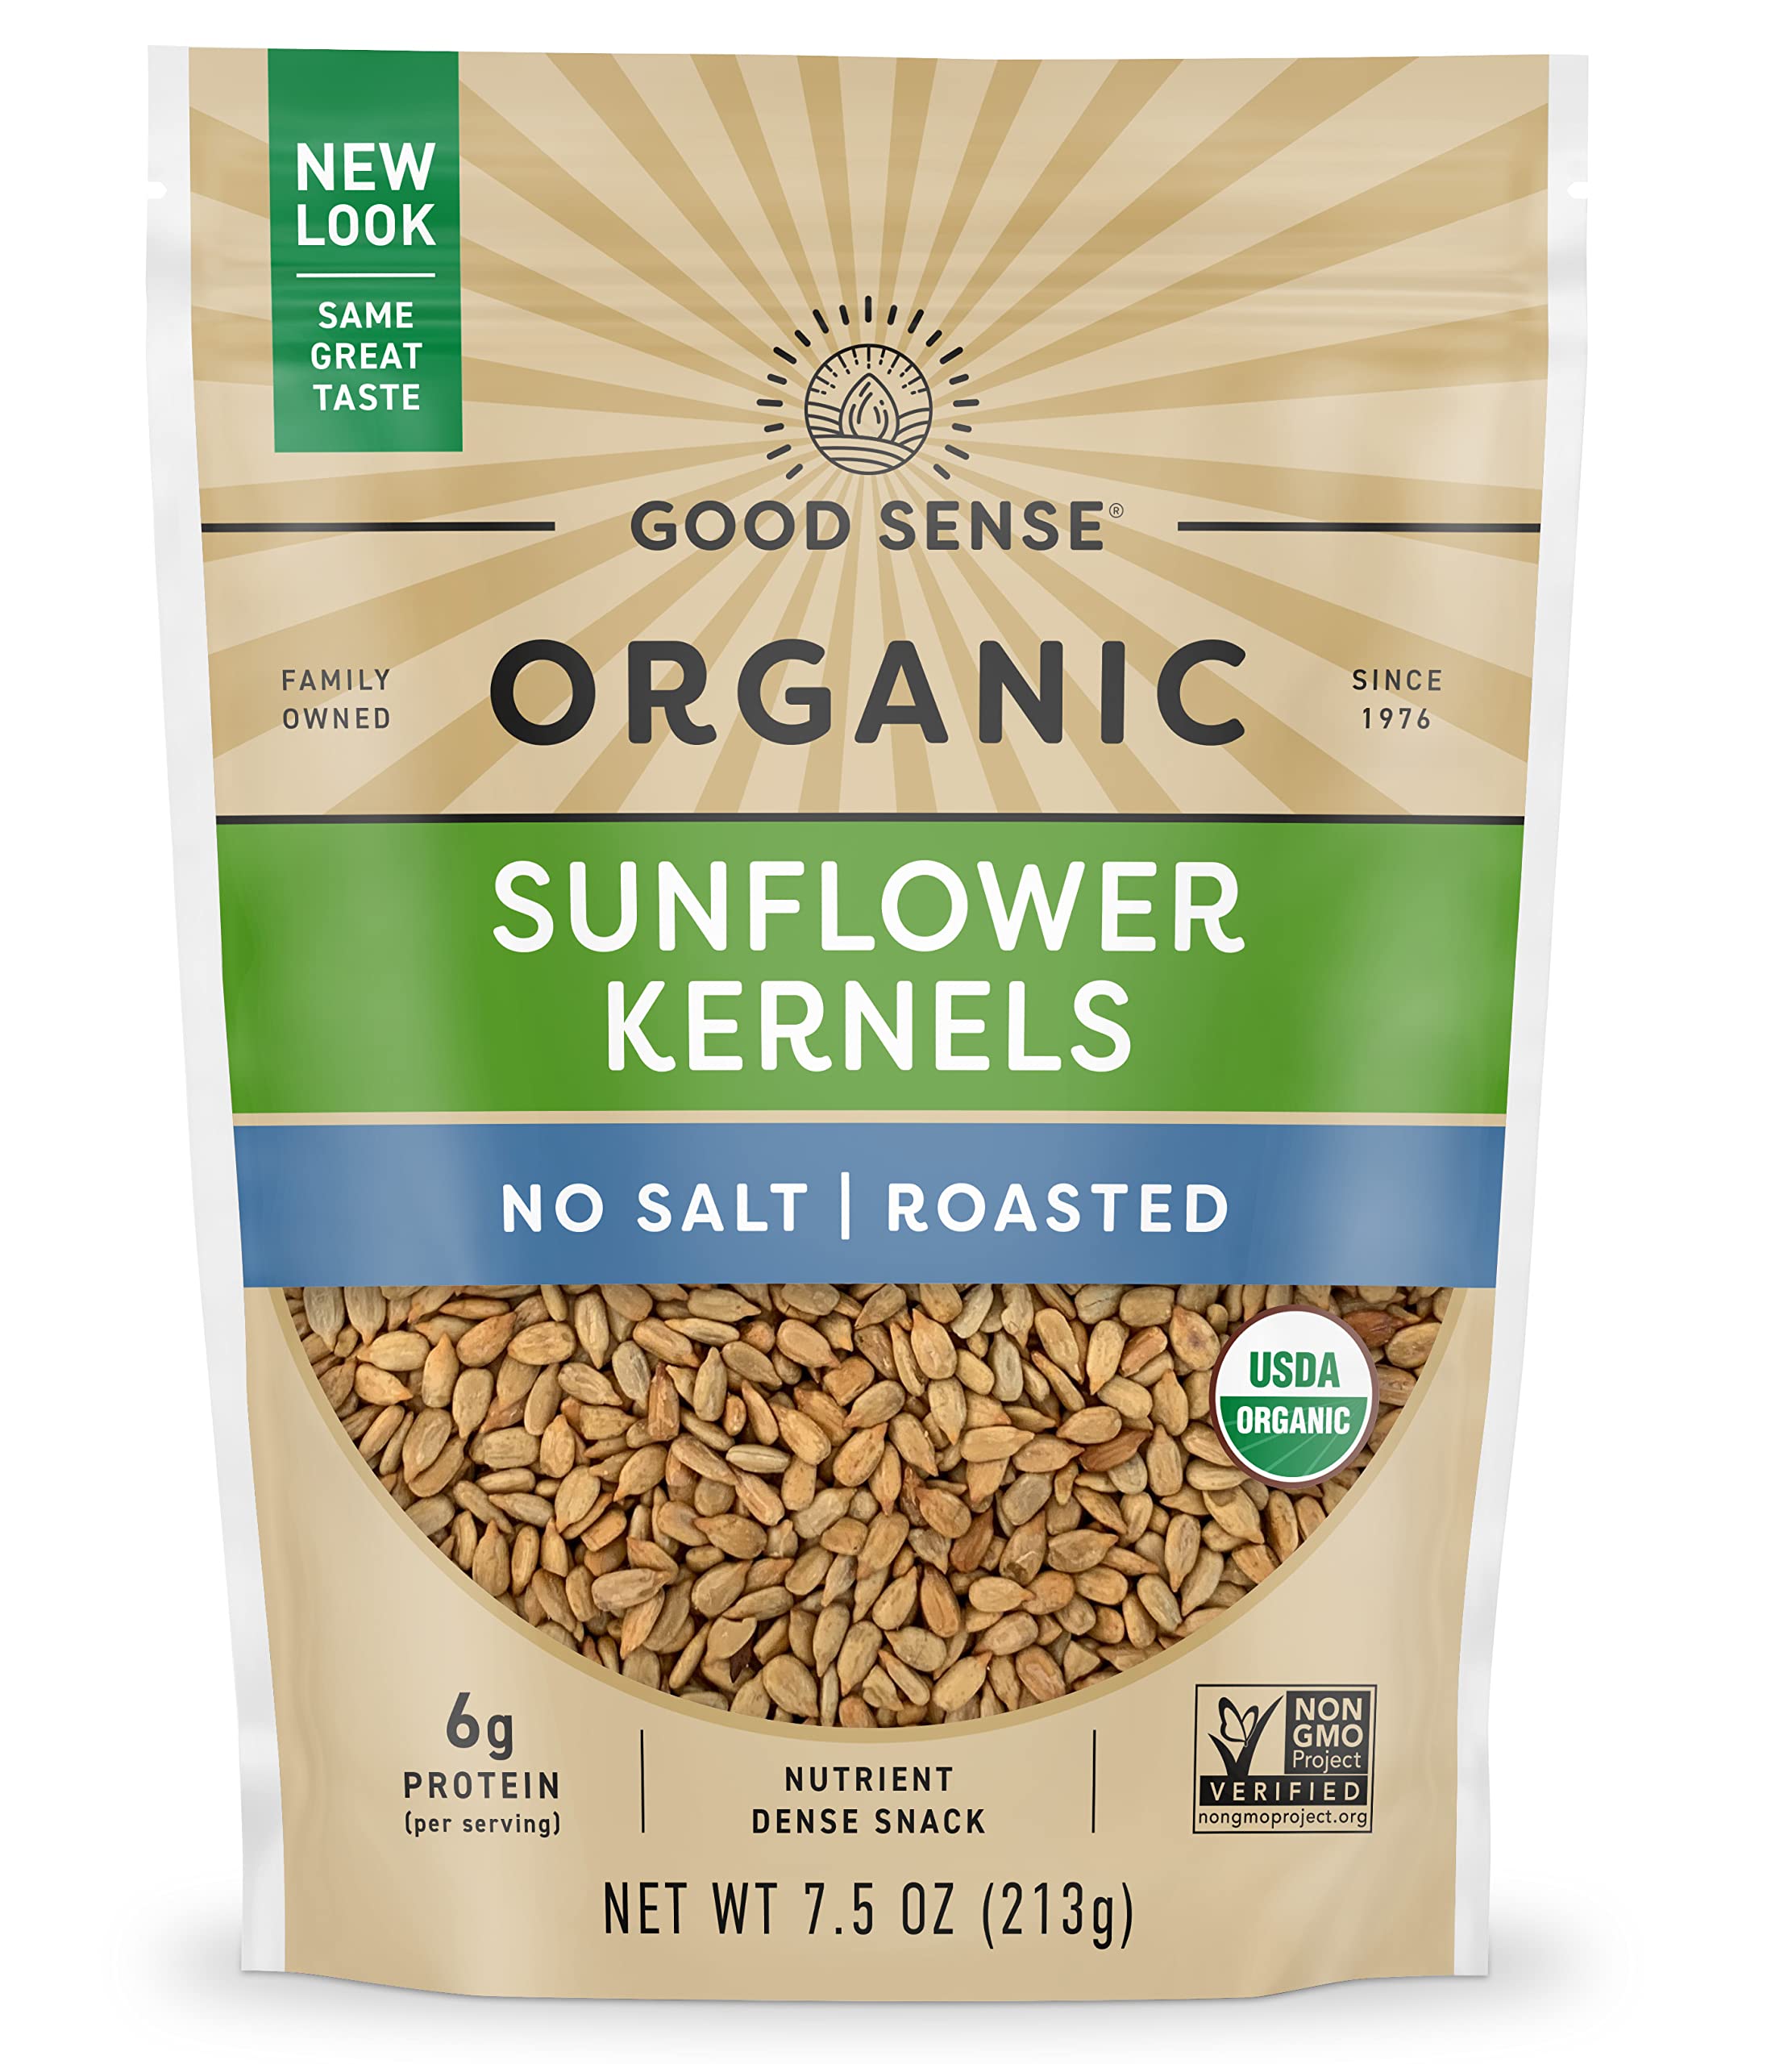 NEW
LOOK
SAME
GREAT
TASTE
GOOD SENSE®
FAMILY
OWNED
ORGANIC
SINCE
1976
SUNFLOWER
KERNELS
NO SALT | ROASTED
USDA
ORGANIC
6g
PROTEIN
(per serving)
NUTRIENT
DENSE SNACK
NON
GMO
Project
VERIFIED
nongmoproject.org
NET WT 7.5 OZ (213g)